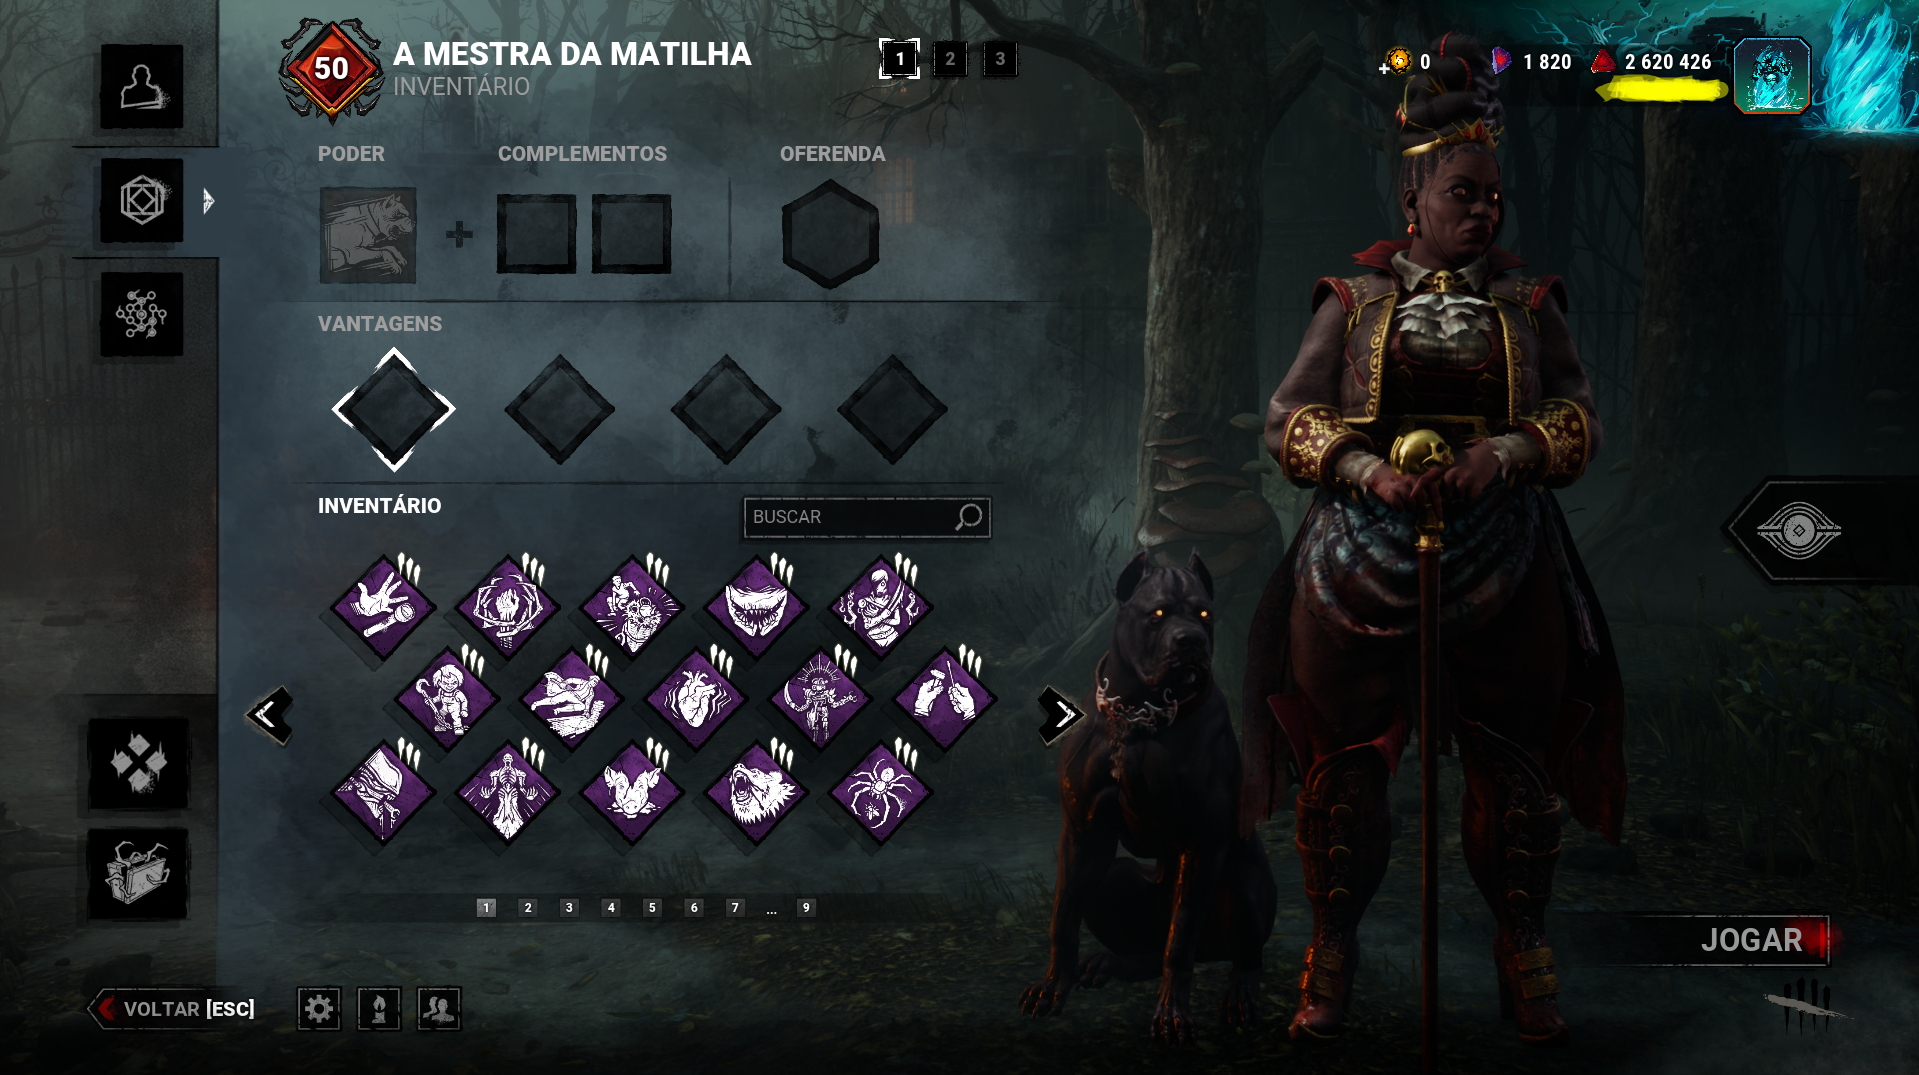 50
A MESTRA DA MATILHA
INVENTÁRIO
1 2 3
0 1 820 2 620 426
PODER COMPLEMENTOS OFERENDA
VANTAGENS
INVENTÁRIO
BUSCAR
1 2 3 4 5 6 7 ... 9
JOGAR
VOLTAR [ESC]